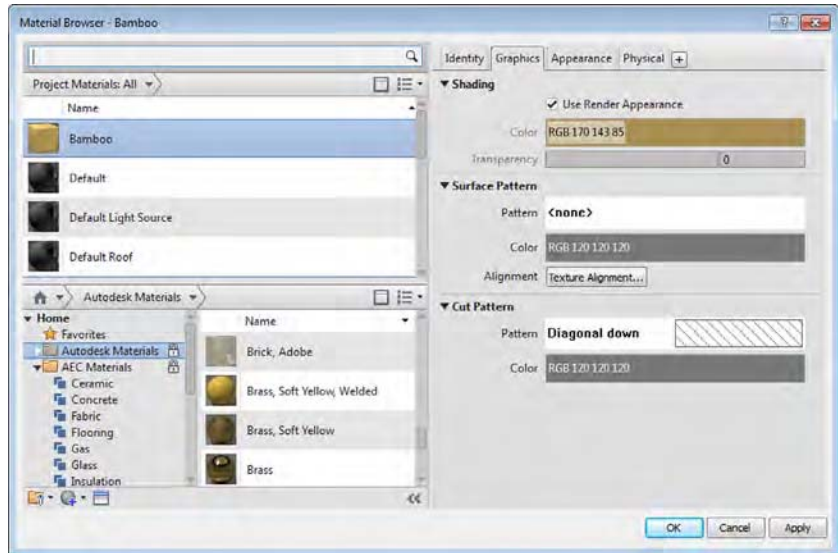 Material Browser - Bamboo
Project Materials: All
Name
Bamboo
Default
Default Light Source
Default Roof
Autodesk Materials
Home
Favorites
Autodesk Materials
AEC Materials
Ceramic
Concrete
Fabric
Flooring
Gas
Glass
Insulation
Name
Brick, Adobe
Brass, Soft Yellow, Welded
Brass, Soft Yellow
Brass
Identity Graphics Appearance Physical +
Shading
Use Render Appearance
Color RGB 170 143 85
Transparency 0
Surface Pattern
Pattern <none>
Color RGB 120 120 120
Alignment Texture Alignment...
Cut Pattern
Pattern Diagonal down
Color RGB 120 120 120
OK Cancel Apply